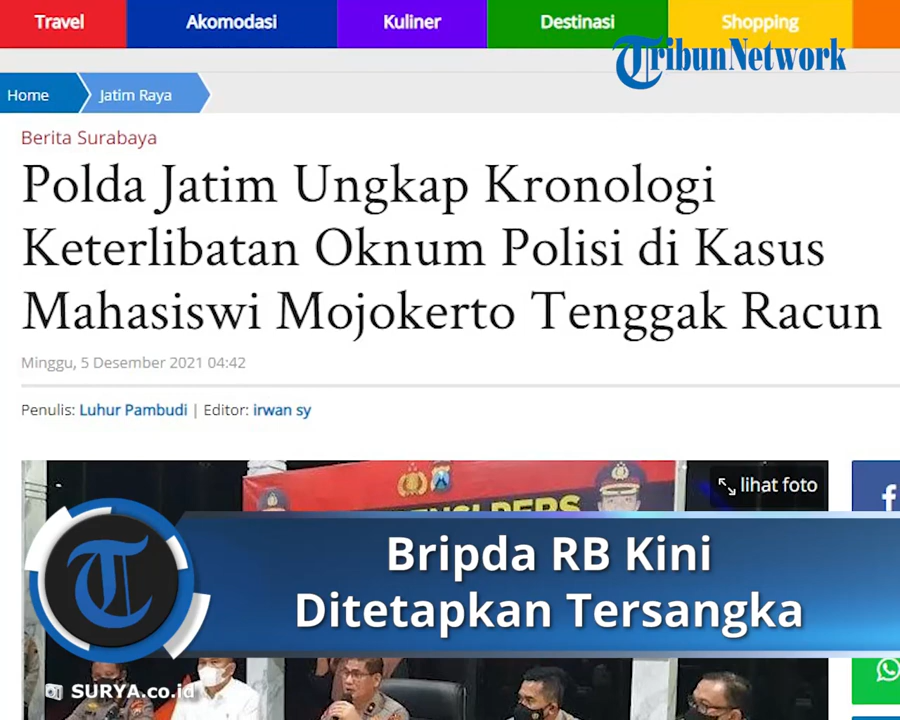 Travel Akomodasi Kuliner Destinasi Shopping
TribunNetwork
Home Jatim Raya
Berita Surabaya
Polda Jatim Ungkap Kronologi
Keterlibatan Oknum Polisi di Kasus
Mahasiswi Mojokerto Tenggak Racun
Minggu, 5 Desember 2021 04:42
Penulis: Luhur Pambudi | Editor: irwan sy
lihat foto
f
T
Bripda RB Kini
Ditetapkan Tersangka
SURYA.co.id